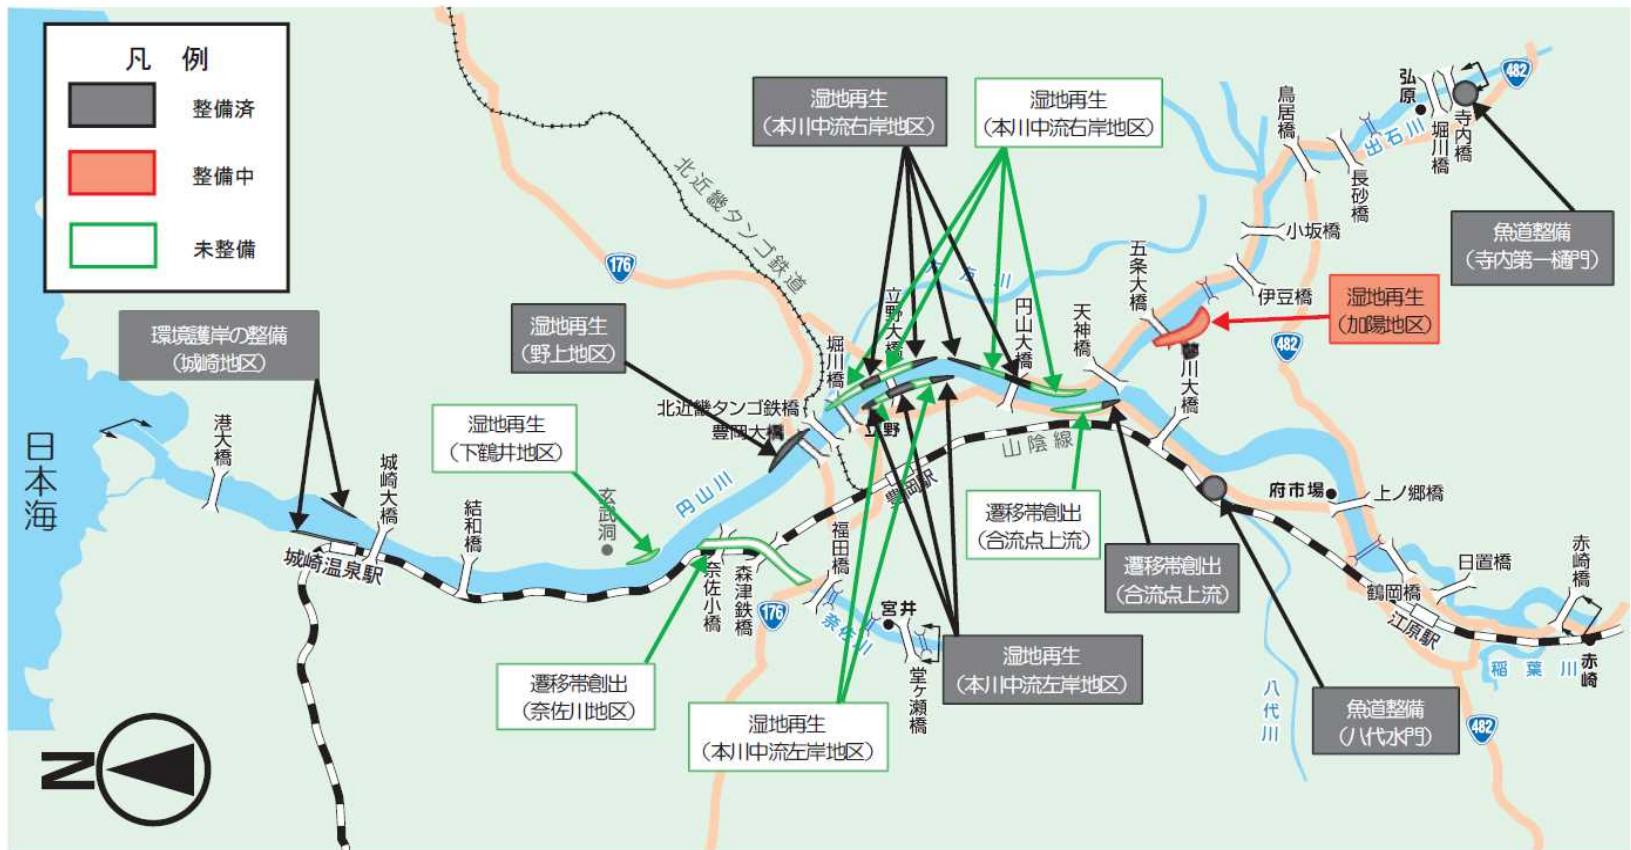 凡 例
整備済
整備中
未整備
湿地再生
(本川中流右岸地区)
湿地再生
(本川中流右岸地区)
482
弘原
堀川橋
寺内橋
出石川
鳥居橋
長砂橋
小坂橋
伊豆橋
五条大橋
魚道整備
(寺内第一樋門)
湿地再生
(加陽地区)
482
176
北近畿タンゴ鉄道
環境護岸の整備
(城崎地区)
湿地再生
(野上地区)
堀川橋
立野大橋
円山大橋
天神橋
川大橋
北近畿タンゴ鉄橋
豊岡大橋
立野
山陰線
豊岡駅
湿地再生
(下鶴井地区)
日本海
港大橋
城崎大橋
城崎温泉駅
結和橋
玄武洞
円山川
奈佐小橋
森津鉄橋
福田橋
176
奈佐川
宮井
堂ヶ瀬橋
遷移帯創出
(合流点上流)
遷移帯創出
(合流点上流)
府市場
上ノ郷橋
鶴岡橋
日置橋
赤崎橋
江原駅
稲葉川
赤崎
八代川
遷移帯創出
(奈佐川地区)
湿地再生
(本川中流左岸地区)
湿地再生
(本川中流左岸地区)
魚道整備
(八代水門)
482
N